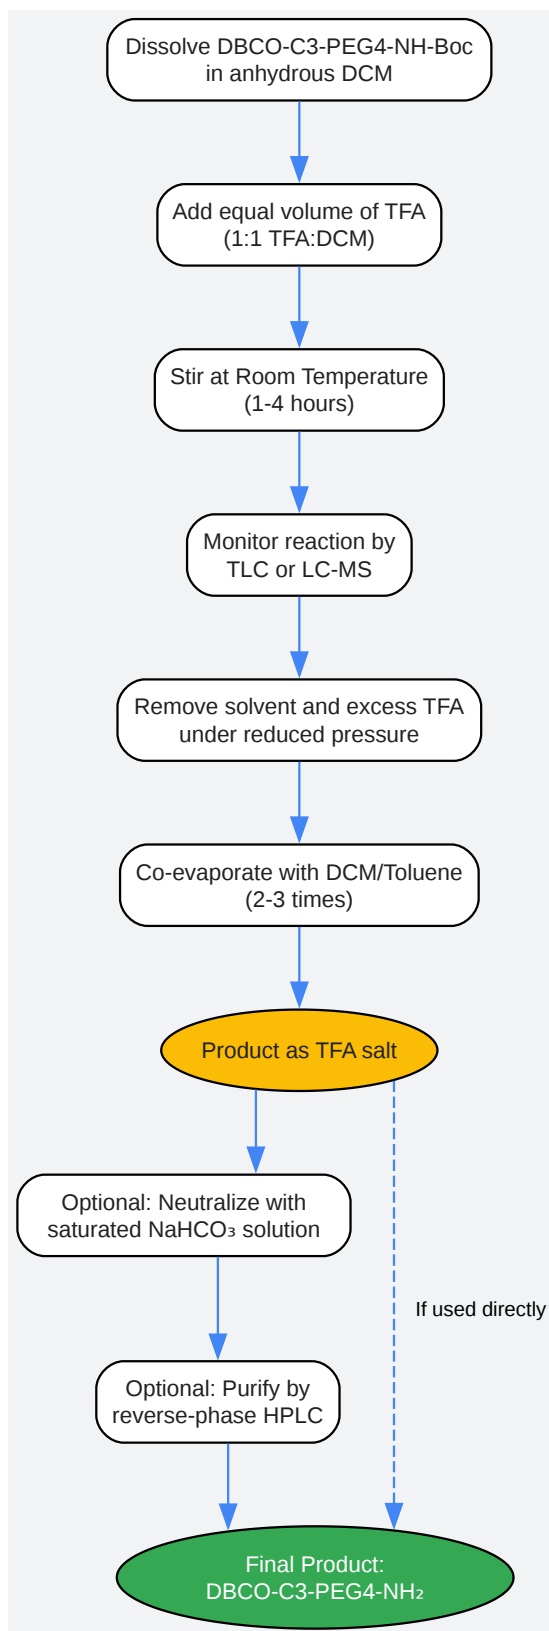 Dissolve DBCO-C3-PEG4-NH-Boc
in anhydrous DCM
Add equal volume of TFA
(1:1 TFA:DCM)
Stir at Room Temperature
(1-4 hours)
Monitor reaction by
TLC or LC-MS
Remove solvent and excess TFA
under reduced pressure
Co-evaporate with DCM/Toluene
(2-3 times)
Product as TFA salt
Optional: Neutralize with
saturated NaHCO₃ solution
If used directly
Optional: Purify by
reverse-phase HPLC
Final Product:
DBCO-C3-PEG4-NH₂